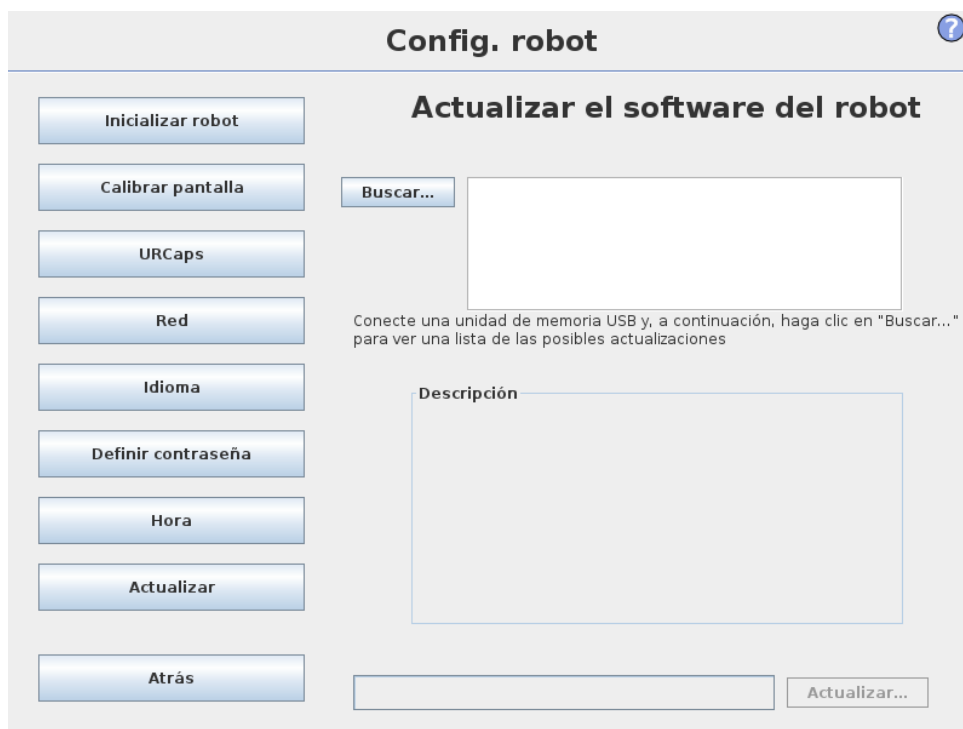 Config. robot
?
Inicializar robot
Calibrar pantalla
URCaps
Red
Idioma
Definir contraseña
Hora
Actualizar
Atrás
Actualizar el software del robot
Buscar...
Conecte una unidad de memoria USB y, a continuación, haga clic en "Buscar..."
para ver una lista de las posibles actualizaciones
Descripción
Actualizar...